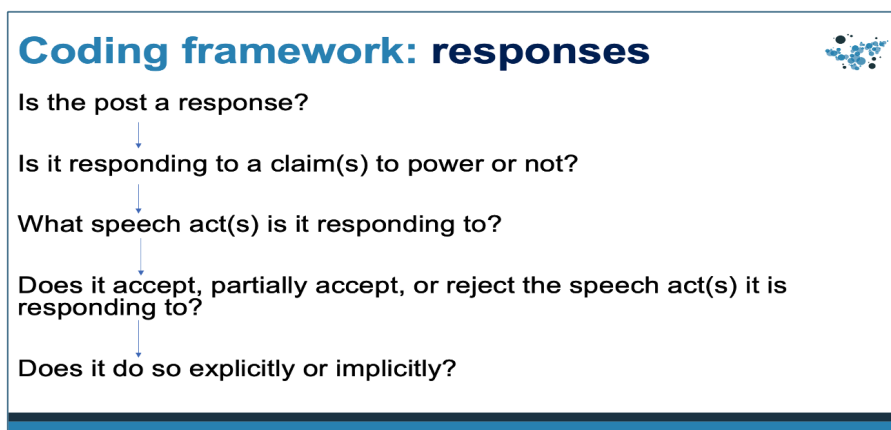 Coding framework: responses
Is the post a response?
Is it responding to a claim(s) to power or not?
What speech act(s) is it responding to?
Does it accept, partially accept, or reject the speech act(s) it is
responding to?
Does it do so explicitly or implicitly?